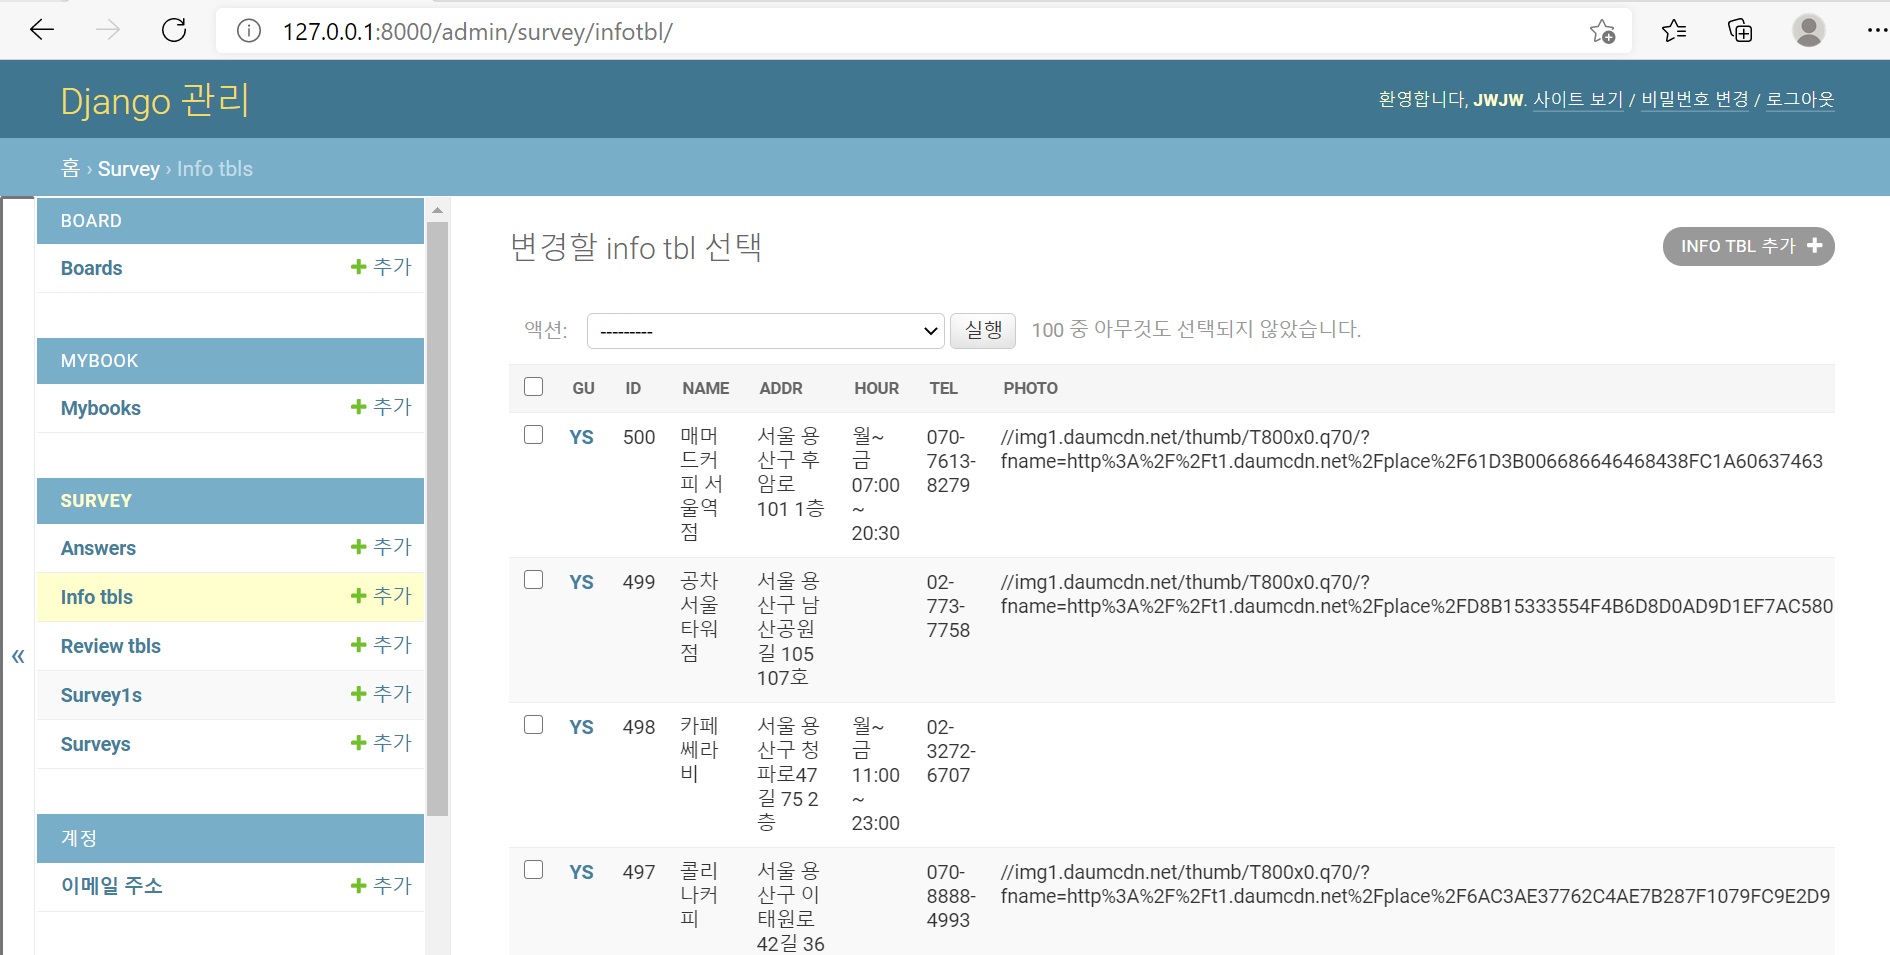 127.0.0.1:8000/admin/survey/infotbl/
Django 관리
환영합니다, JWJW. 사이트 보기 / 비밀번호 변경 / 로그아웃
홈 › Survey › Info tbls
BOARD
Boards + 추가
MYBOOK
Mybooks + 추가
SURVEY
Answers + 추가
Info tbls + 추가
Review tbls + 추가
Survey1s + 추가
Surveys + 추가
계정
이메일 주소 + 추가
«
변경할 info tbl 선택
INFO TBL 추가 +
액션: --------- 실행 100 중 아무것도 선택되지 않았습니다.
GU ID NAME ADDR HOUR TEL PHOTO
YS 500 매머 서울 용 월~ 070- //img1.daumcdn.net/thumb/T800x0.q70/?
드커 산구 후 금 7613- fname=http%3A%2F%2Ft1.daumcdn.net%2Fplace%2F61D3B006686646468438FC1A60637463
피 서 암로 07:00 8279
울역 101 1층 ~
점 20:30
YS 499 공차 서울 용 02- //img1.daumcdn.net/thumb/T800x0.q70/?
서울 산구 남 773- fname=http%3A%2F%2Ft1.daumcdn.net%2Fplace%2FD8B15333554F4B6D8D0AD9D1EF7AC580
타워 산공원 7758
점 길 105
107호
YS 498 카페 서울 용 월~ 02-
쎄라 산구 청 금 3272-
비 파로47 11:00 6707
길 75 2 ~
층 23:00
YS 497 콜리 서울 용 070- //img1.daumcdn.net/thumb/T800x0.q70/?
나커 산구 이 8888- fname=http%3A%2F%2Ft1.daumcdn.net%2Fplace%2F6AC3AE37762C4AE7B287F1079FC9E2D9
피 태원로 4993
42길 36